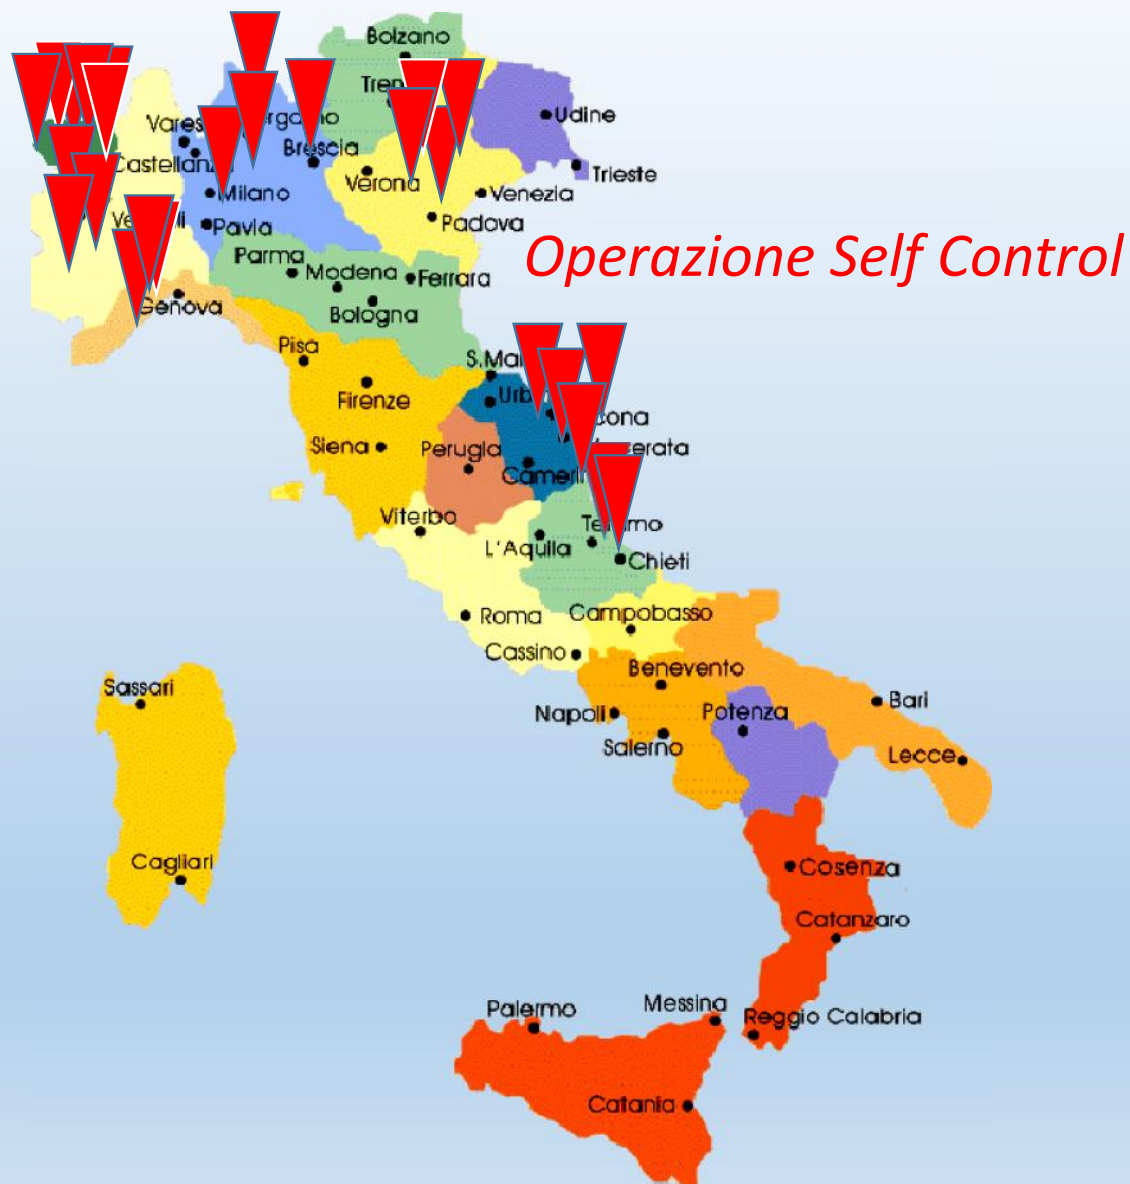 Bolzano
Udine
Trieste
Brescia
Verona
Venezia
Milano
Padova
Pavia
Operazione Self Control
Parma
Modena
Ferrara
Genova
Bologna
Pisa
Firenze
Siena
Perugia
Viterbo
L'Aquila
Chieti
Roma
Campobasso
Cassino
Benevento
Sassari
Napoli
Potenza
Bari
Salerno
Lecce
Cagliari
Cosenza
Catanzaro
Palermo
Messina
Reggio Calabria
Catania